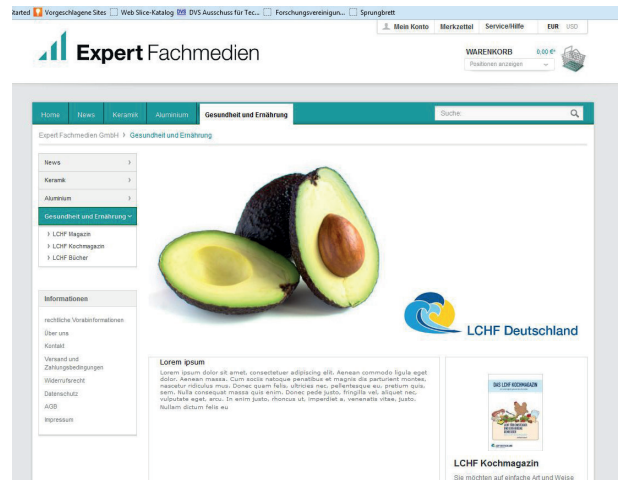 tarted Vorgeschlagene Sites Web Slice-Katalog DVS Ausschuss für Tec... Forschungsvereinigun... Sprungbrett
Mein Konto Merkzettel Service/Hilfe EUR USD
Expert Fachmedien
WARENKORB 0,00 €*
Positionen anzeigen
Home News Keramik Aluminium Gesundheit und Ernährung
Suche:
Expert Fachmedien GmbH > Gesundheit und Ernährung
News
Keramik
Aluminium
Gesundheit und Ernährung
LCHF Magazin
LCHF Kochmagazin
LCHF Bücher
LCHF Deutschland
Informationen
rechtliche Vorabinformationen
Über uns
Kontakt
Versand und
Zahlungsbedingungen
Widerrufsrecht
Datenschutz
AGB
Impressum
Lorem ipsum
Lorem ipsum dolor sit amet, consectetuer adipiscing elit. Aenean commodo ligula eget
dolor. Aenean massa. Cum sociis natoque penatibus et magnis dis parturient montes,
nascetur ridiculus mus. Donec quam felis, ultricies nec, pellentesque eu, pretium quis,
sem. Nulla consequat massa quis enim. Donec pede justo, fringilla vel, aliquet nec,
vulputate eget, arcu. In enim justo, rhoncus ut, imperdiet a, venenatis vitae, justo.
Nullam dictum felis eu
DAS LCHF KOCHMAGAZIN
LCHF Kochmagazin
Sie möchten auf einfache Art und Weise